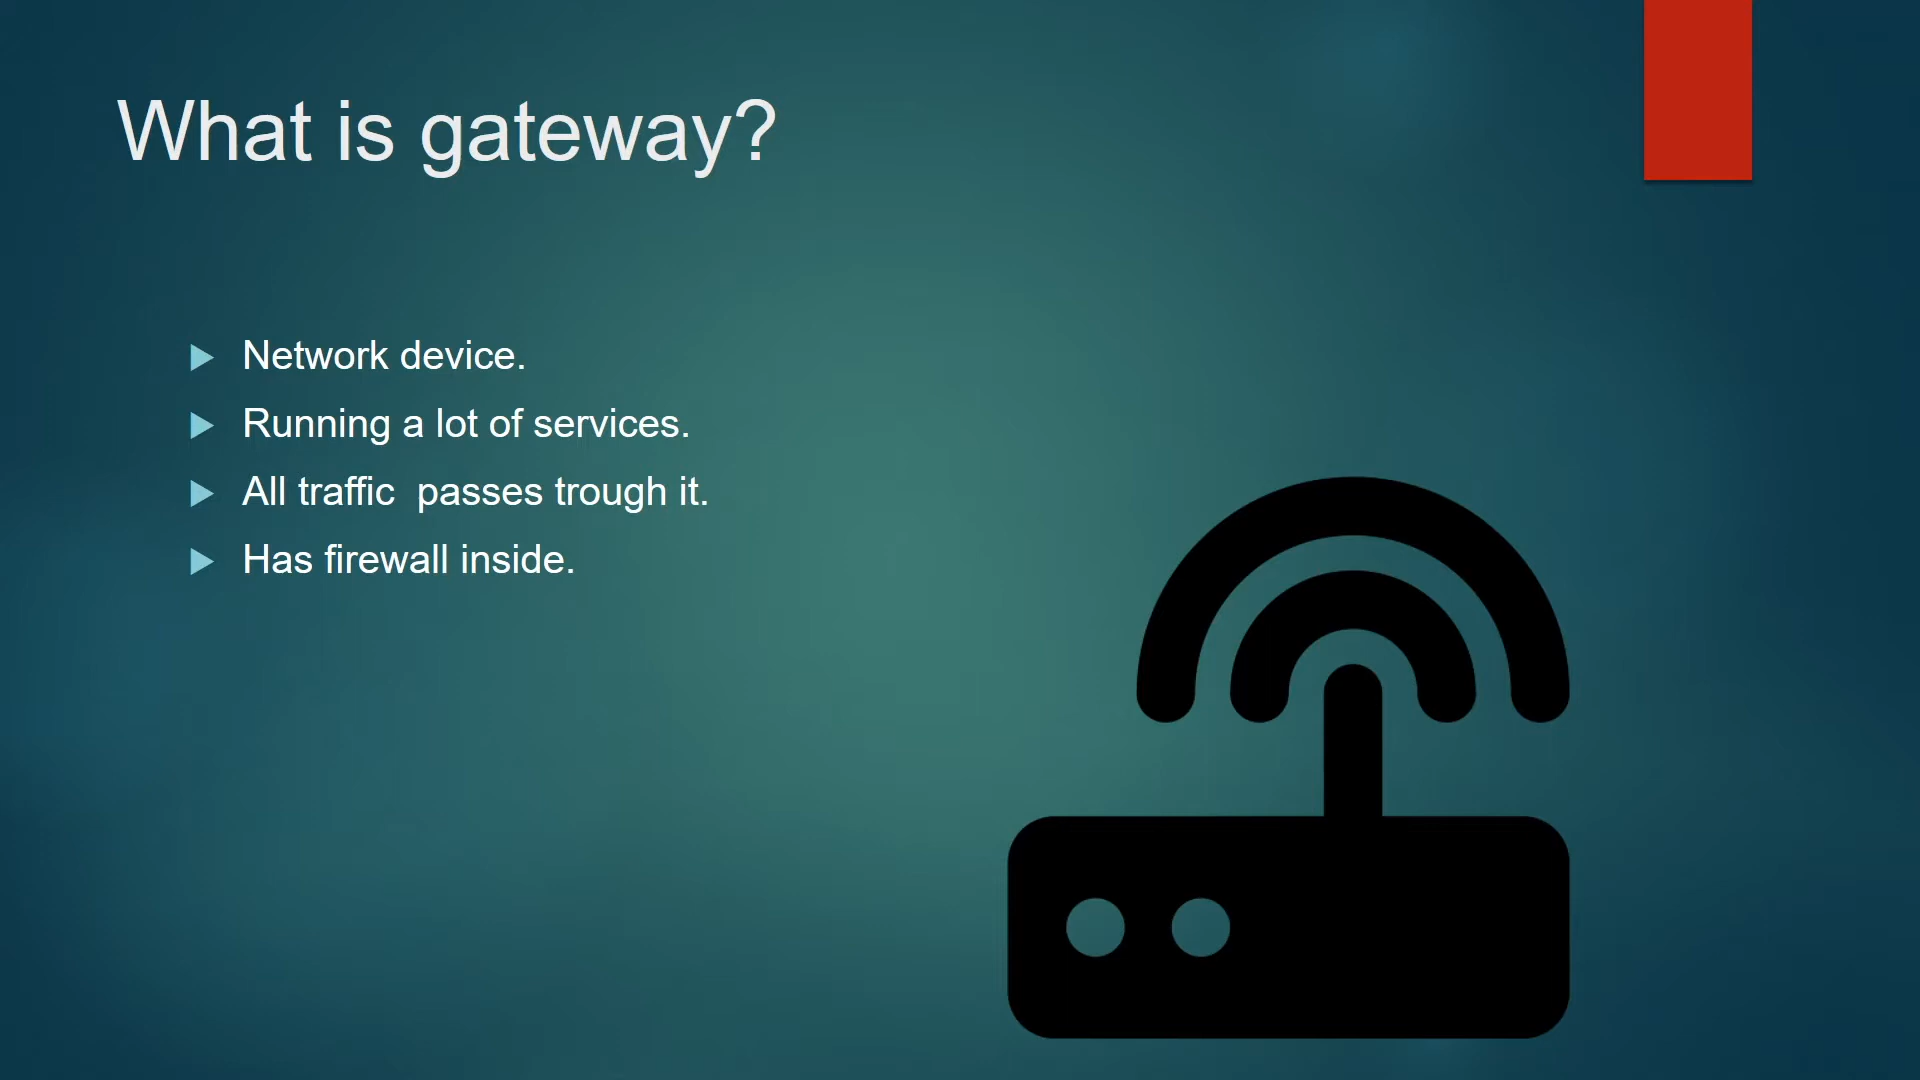 What is gateway?
Network device.
Running a lot of services.
All traffic  passes trough it.
Has firewall inside.